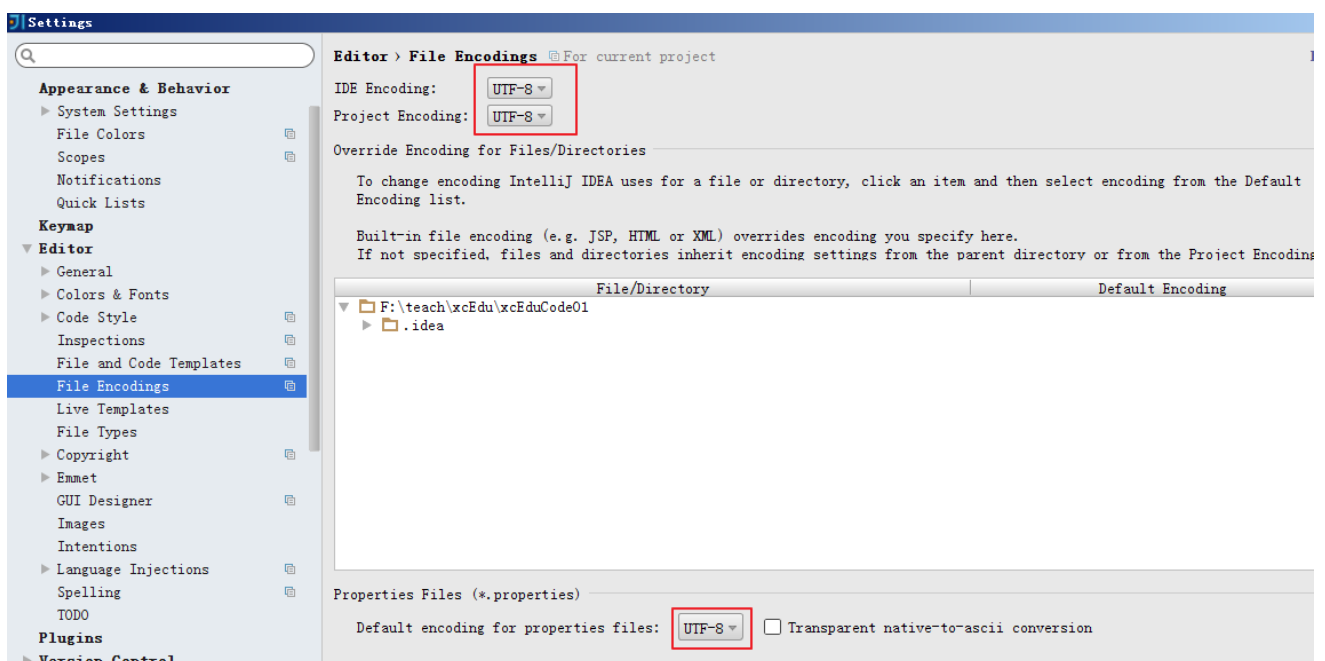 Settings
Editor › File Encodings For current project
Appearance & Behavior
System Settings
File Colors
Scopes
Notifications
Quick Lists
Keymap
Editor
General
Colors & Fonts
Code Style
Inspections
File and Code Templates
File Encodings
Live Templates
File Types
Copyright
Emmet
GUI Designer
Images
Intentions
Language Injections
Spelling
TODO
Plugins
Version Control
IDE Encoding: UTF-8
Project Encoding: UTF-8
Override Encoding for Files/Directories
To change encoding IntelliJ IDEA uses for a file or directory, click an item and then select encoding from the Default
Encoding list.
Built-in file encoding (e.g. JSP, HTML or XML) overrides encoding you specify here.
If not specified, files and directories inherit encoding settings from the parent directory or from the Project Encoding
File/Directory Default Encoding
F:\teach\xcEdu\xcEduCode01
.idea
Properties Files (*.properties)
Default encoding for properties files: UTF-8 Transparent native-to-ascii conversion